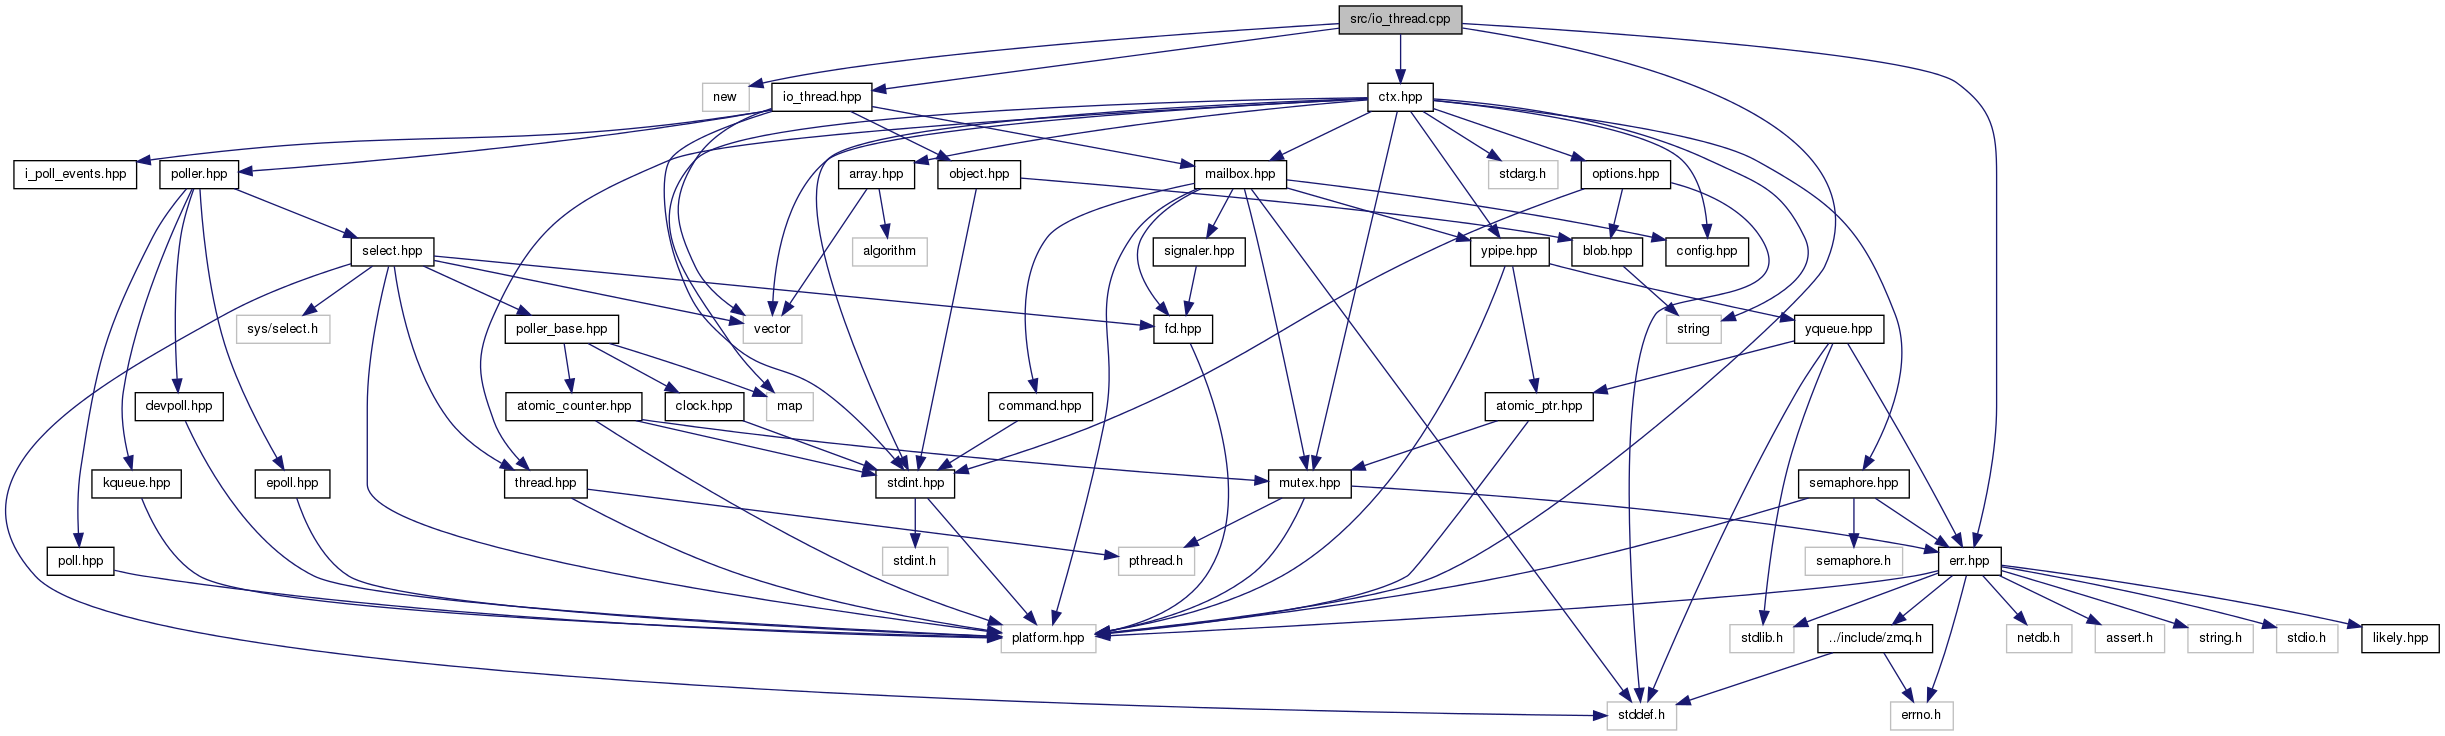 src/io_thread.cpp
new
io_thread.hpp
ctx.hpp
i_poll_events.hpp
poller.hpp
array.hpp
object.hpp
mailbox.hpp
stdarg.h
options.hpp
select.hpp
algorithm
signaler.hpp
ypipe.hpp
blob.hpp
config.hpp
sys/select.h
poller_base.hpp
vector
fd.hpp
string
yqueue.hpp
devpoll.hpp
atomic_counter.hpp
clock.hpp
map
command.hpp
atomic_ptr.hpp
kqueue.hpp
epoll.hpp
thread.hpp
stdint.hpp
mutex.hpp
semaphore.hpp
poll.hpp
stdint.h
pthread.h
semaphore.h
err.hpp
platform.hpp
stdlib.h
../include/zmq.h
netdb.h
assert.h
string.h
stdio.h
likely.hpp
stddef.h
errno.h